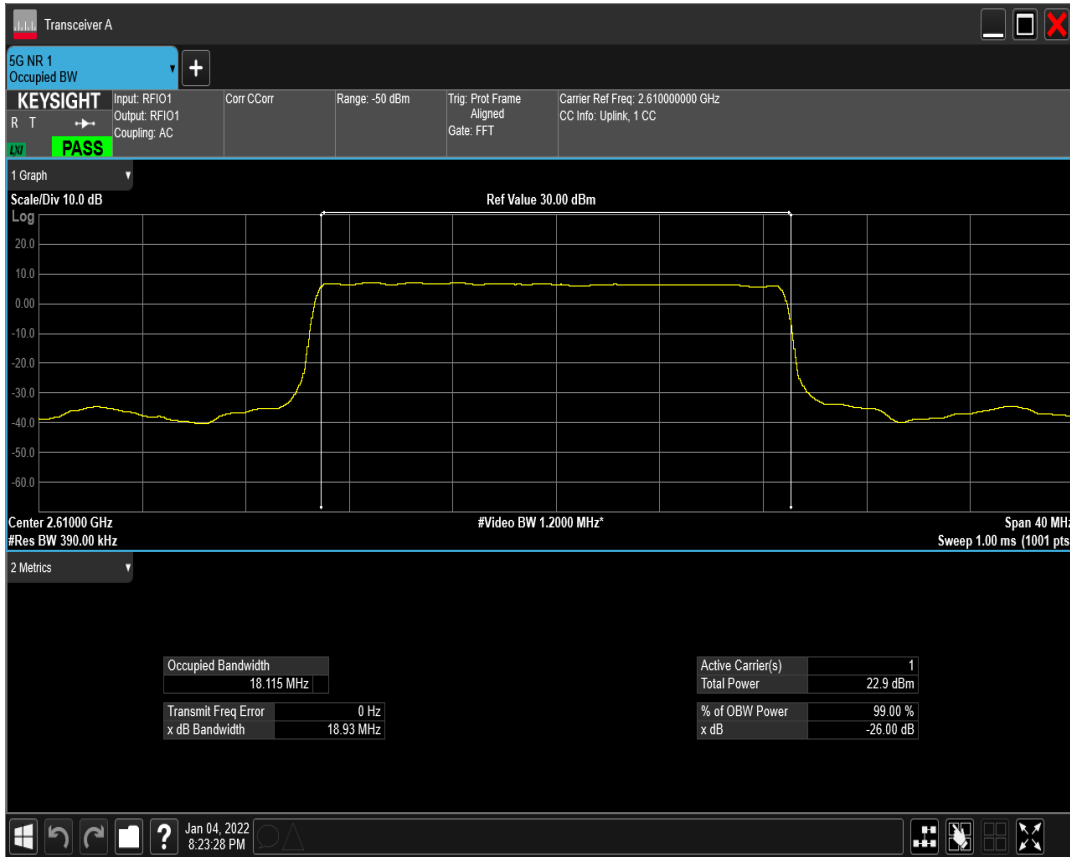 Transceiver A
5G NR 1
Occupied BW
KEYSIGHT
R T
LXI
PASS
Input: RFIO1
Output: RFIO1
Coupling: AC
Corr CCorr
Range: -50 dBm
Trig: Prot Frame
Aligned
Gate: FFT
Carrier Ref Freq: 2.610000000 GHz
CC Info: Uplink, 1 CC
1 Graph
Scale/Div 10.0 dB
Ref Value 30.00 dBm
Log
20.0
10.0
0.00
-10.0
-20.0
-30.0
-40.0
-50.0
-60.0
Center 2.61000 GHz
#Video BW 1.2000 MHz*
Span 40 MHz
#Res BW 390.00 kHz
Sweep 1.00 ms (1001 pts
2 Metrics
Occupied Bandwidth
18.115 MHz
Transmit Freq Error 0 Hz
x dB Bandwidth 18.93 MHz
Active Carrier(s) 1
Total Power 22.9 dBm
% of OBW Power 99.00 %
x dB -26.00 dB
?
Jan 04, 2022
8:23:28 PM